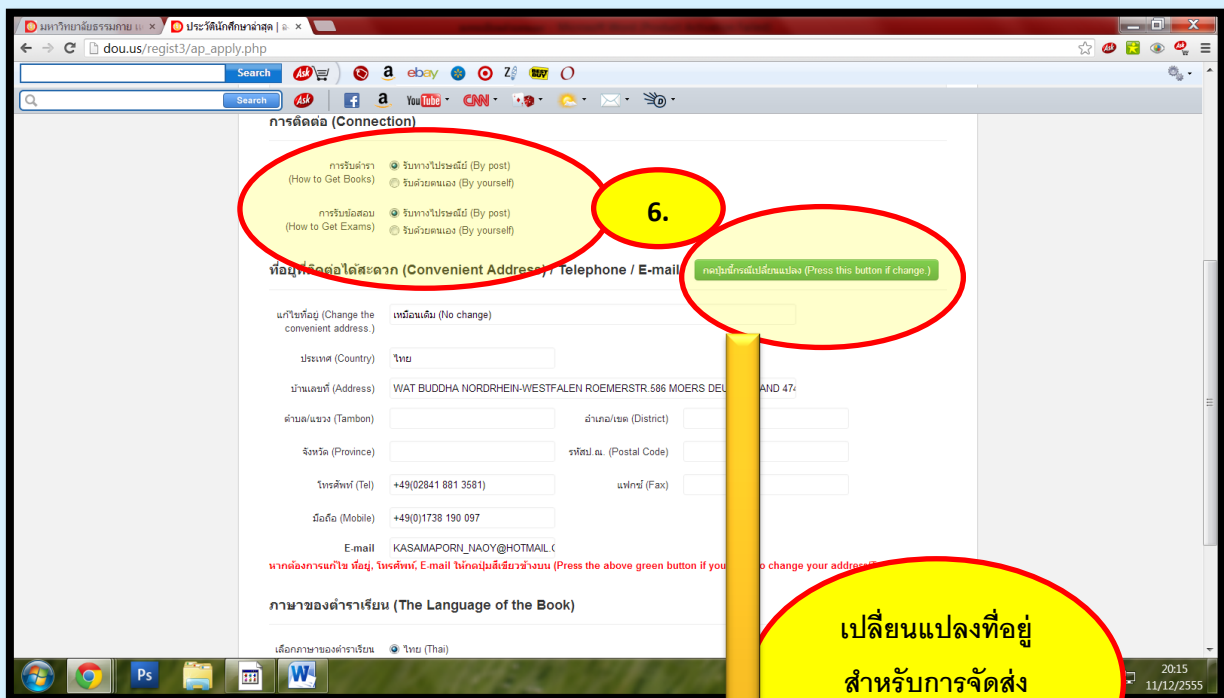 มหาวิทยาลัยธรรมกาย
ประวัตินักศึกษาล่าสุด |
dou.us/regist3/ap_apply.php
Search Ask a ebay BUY
Search Ask a YouTube CNN
การติดต่อ (Connection)
การรับตำรา รับทางไปรษณีย์ (By post)
(How to Get Books) รับด้วยตนเอง (By yourself)
การรับข้อสอบ รับทางไปรษณีย์ (By post)
(How to Get Exams) รับด้วยตนเอง (By yourself)
6.
ที่อยู่ที่ติดต่อได้สะดวก (Convenient Address) / Telephone / E-mail กดปุ่มนี้กรณีเปลี่ยนแปลง (Press this button if change.)
แก้ไขที่อยู่ (Change the convenient address.) เหมือนเดิม (No change)
ประเทศ (Country) ไทย
บ้านเลขที่ (Address) WAT BUDDHA NORDRHEIN-WESTFALEN ROEMERSTR.586 MOERS
ตำบล/แขวง (Tambon) อำเภอ/เขต (District)
จังหวัด (Province) รหัสป.ณ. (Postal Code)
โทรศัพท์ (Tel) +49(02841 881 3581) แฟกซ์ (Fax)
มือถือ (Mobile) +49(0)1738 190 097
E-mail KASAMAPORN_NAOY@HOTMAIL.
หากต้องการแก้ไข ที่อยู่, โทรศัพท์, E-mail ให้กดปุ่มสีเขียวข้างบน (Press the above green button if you change your address
ภาษาของตำราเรียน (The Language of the Book)
เลือกภาษาของตำราเรียน ไทย (Thai)
เปลี่ยนแปลงที่อยู่
สำหรับการจัดส่ง
Ps W
20:15
11/12/2555